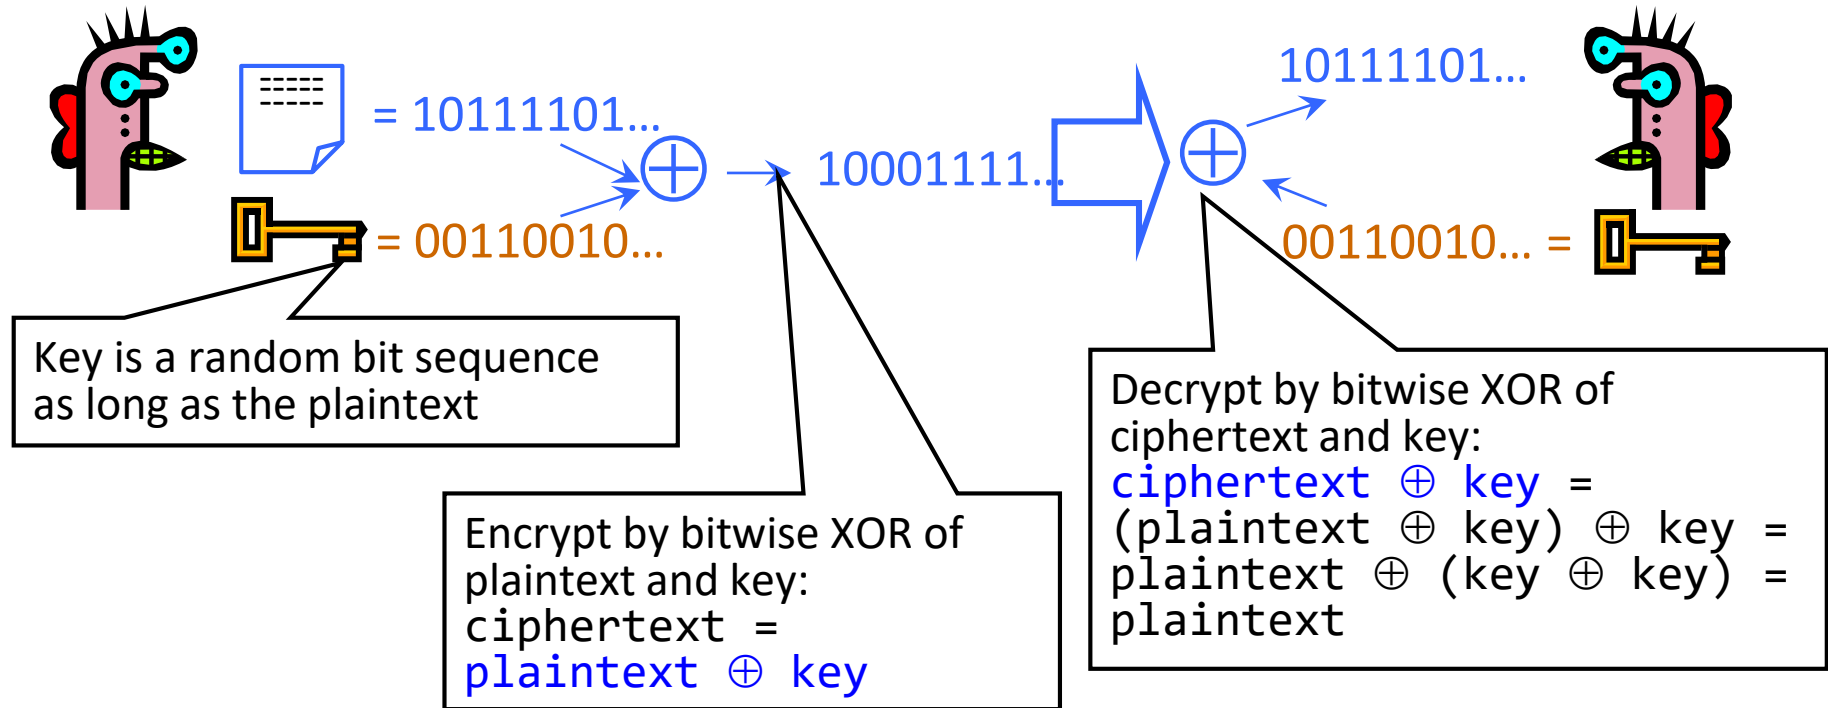 = 10111101...
= 00110010...
10001111...
10111101...
00110010... =
Key is a random bit sequence
as long as the plaintext
Encrypt by bitwise XOR of
plaintext and key:
ciphertext =
plaintext ⊕ key
Decrypt by bitwise XOR of
ciphertext and key:
ciphertext ⊕ key =
(plaintext ⊕ key) ⊕ key =
plaintext ⊕ (key ⊕ key) =
plaintext